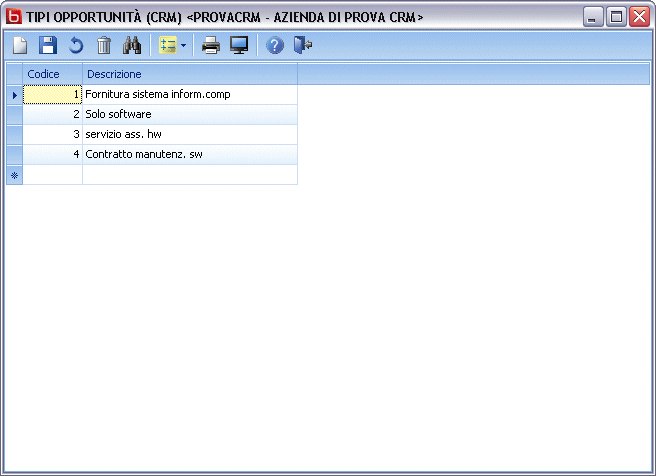 TIPI OPPORTUNITÀ (CRM) <PROVACRM - AZIENDA DI PROVA CRM>
Codice Descrizione
1 Fornitura sistema inform.comp
2 Solo software
3 servizio ass. hw
4 Contratto manutenz. sw